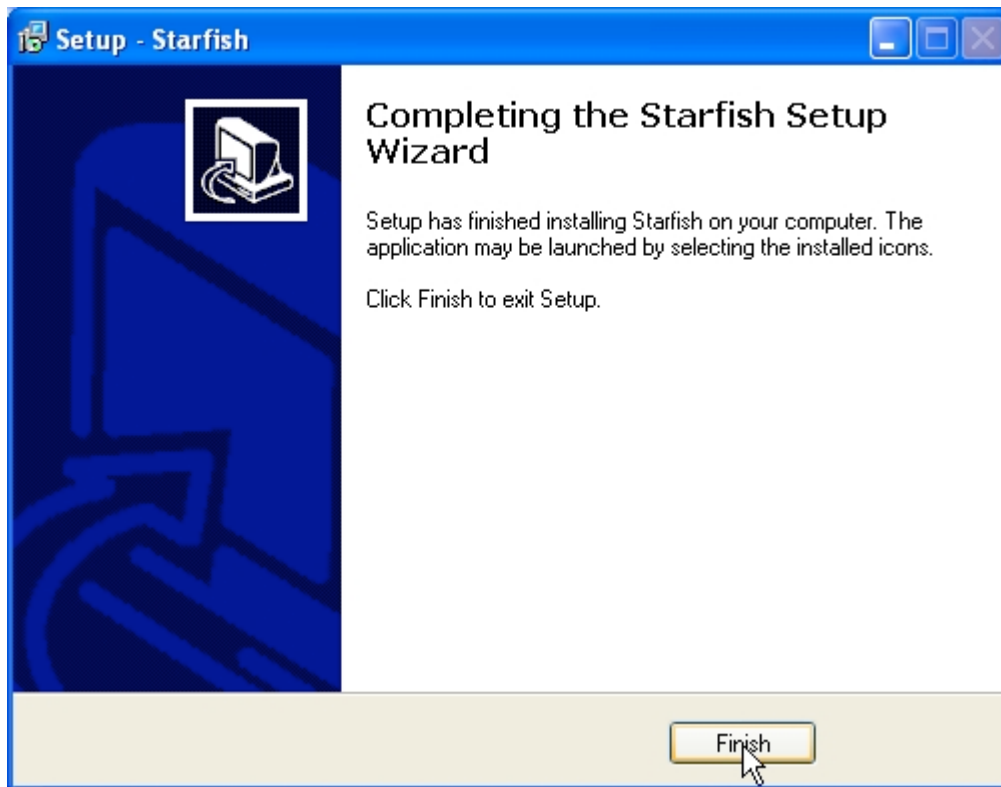 Setup - Starfish
Completing the Starfish Setup
Wizard
Setup has finished installing Starfish on your computer. The
application may be launched by selecting the installed icons.
Click Finish to exit Setup.
Finish